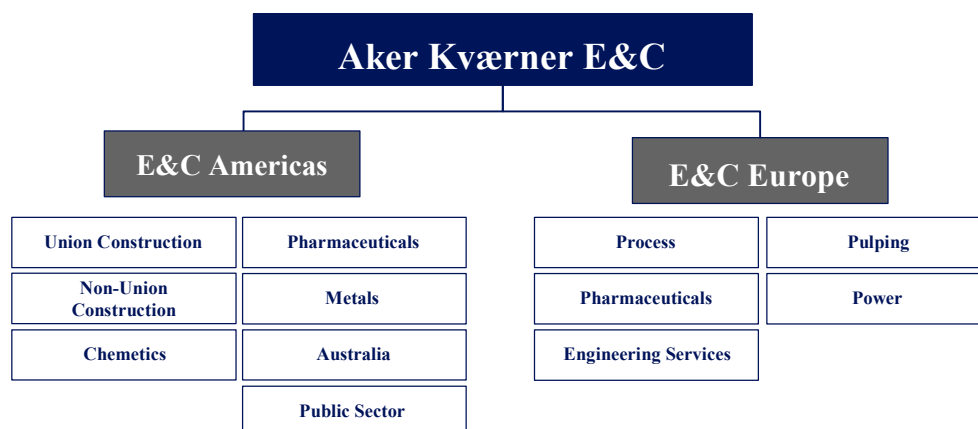 Aker Kværner E&C
E&C Americas
E&C Europe
Union Construction
Pharmaceuticals
Non-Union
Construction
Metals
Chemetics
Australia
Public Sector
Process
Pulping
Pharmaceuticals
Power
Engineering Services